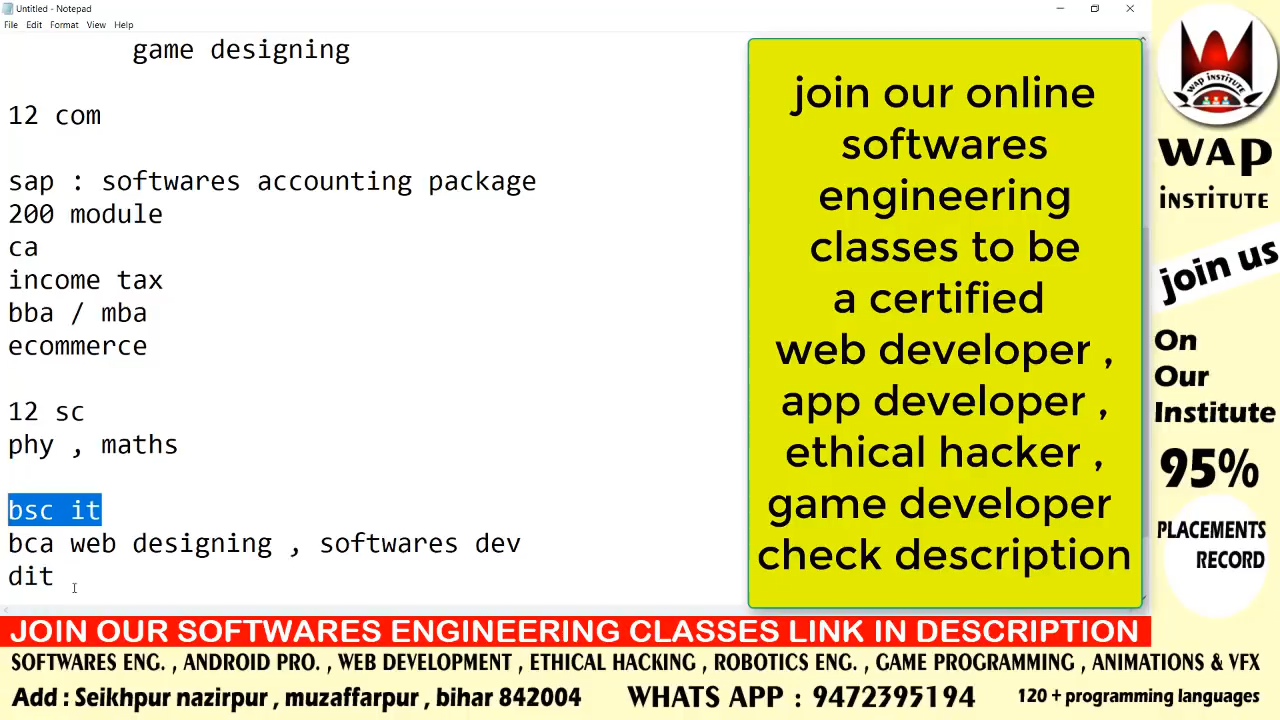 Untitled - Notepad
File Edit Format View Help
game designing
12 com
sap : softwares accounting package
200 module
ca
income tax
bba / mba
ecommerce
12 sc
phy , maths
bsc it
bca web designing , softwares dev
dit
join our online
softwares
engineering
classes to be
a certified
web developer ,
app developer ,
ethical hacker ,
game developer
check description
wap institute
WAP
INSTITUTE
join us
On
Our
Institute
95%
PLACEMENTS
RECORD
JOIN OUR SOFTWARES ENGINEERING CLASSES LINK IN DESCRIPTION
SOFTWARES ENG. , ANDROID PRO. , WEB DEVELOPMENT , ETHICAL HACKING , ROBOTICS ENG. , GAME PROGRAMMING , ANIMATIONS & VFX
Add : Seikhpur nazirpur , muzaffarpur , bihar 842004 WHATS APP : 9472395194 120 + programming languages